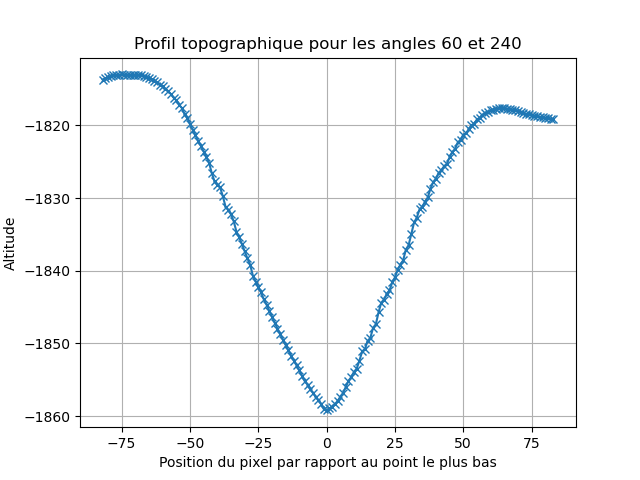 Profil topographique pour les angles 60 et 240
Altitude
−1820
−1830
−1840
−1850
−1860
−75 −50 −25 0 25 50 75
Position du pixel par rapport au point le plus bas